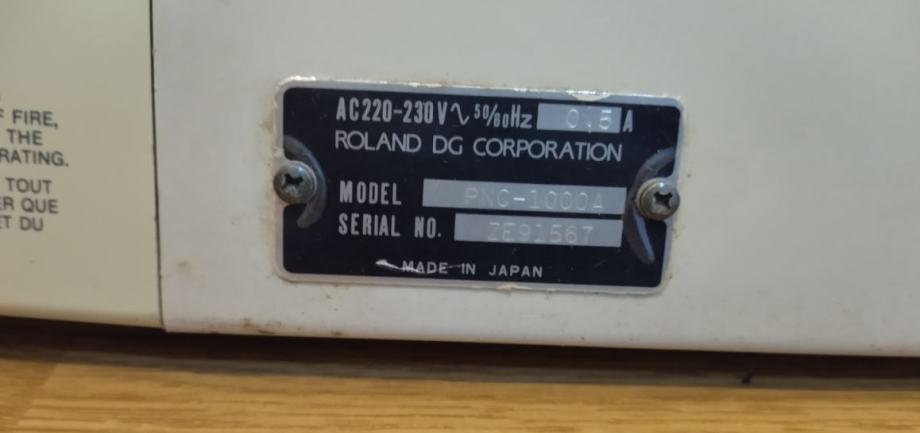 FIRE,
THE
RATING.
TOUT
ER QUE
ET DU
AC220-230V∿ 50/60Hz 0.5 A
ROLAND DG CORPORATION
MODEL PNC-1000A
SERIAL NO. ZE91567
MADE IN JAPAN